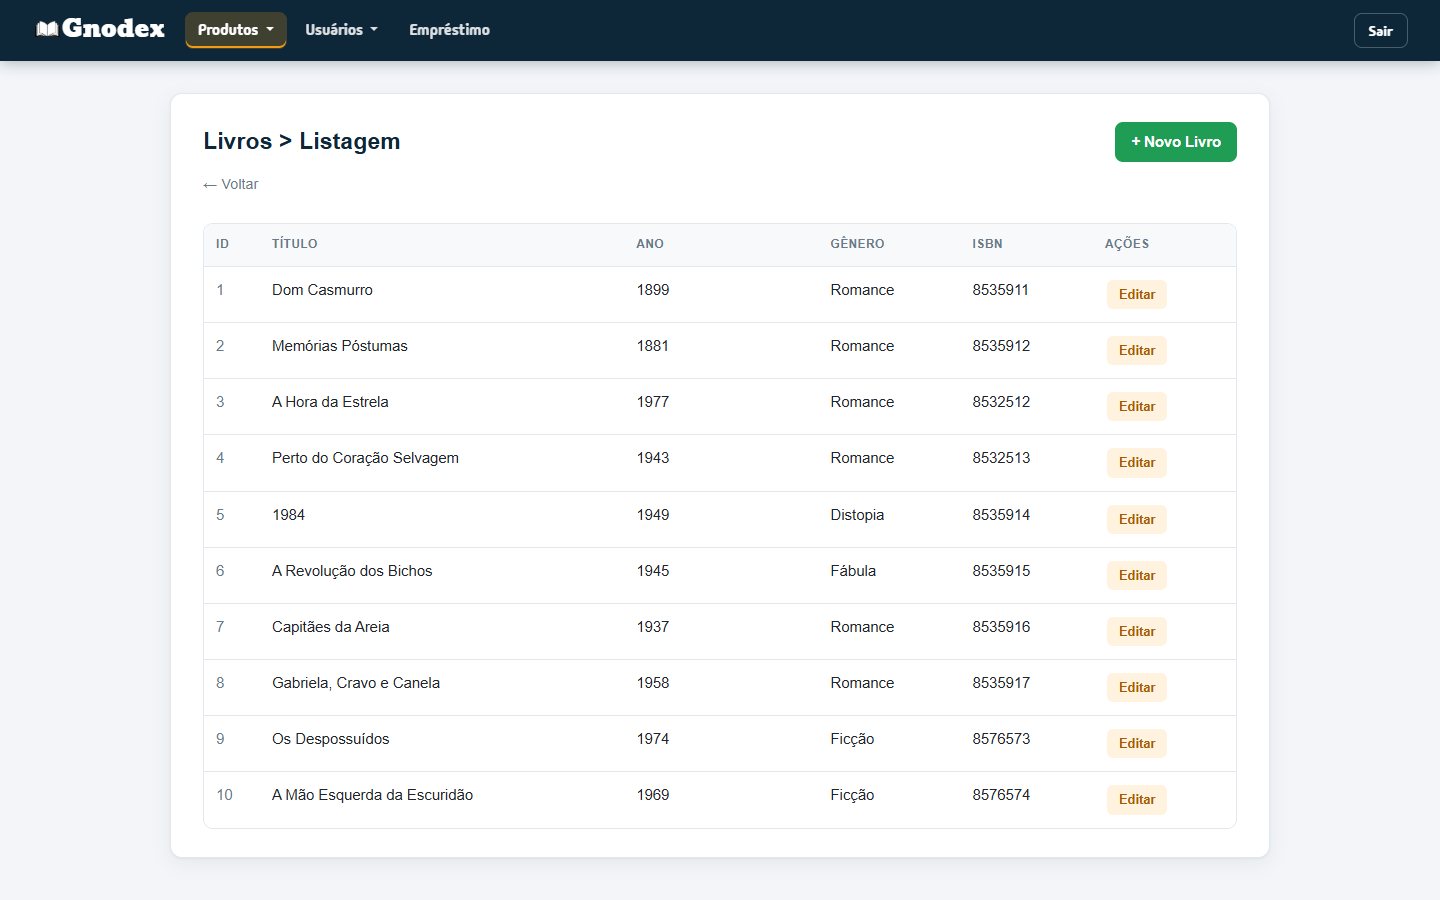 Gnodex Produtos Usuários Empréstimo Sair
Livros > Listagem + Novo Livro
← Voltar
ID TÍTULO ANO GÊNERO ISBN AÇÕES
1 Dom Casmurro 1899 Romance 8535911 Editar
2 Memórias Póstumas 1881 Romance 8535912 Editar
3 A Hora da Estrela 1977 Romance 8532512 Editar
4 Perto do Coração Selvagem 1943 Romance 8532513 Editar
5 1984 1949 Distopia 8535914 Editar
6 A Revolução dos Bichos 1945 Fábula 8535915 Editar
7 Capitães da Areia 1937 Romance 8535916 Editar
8 Gabriela, Cravo e Canela 1958 Romance 8535917 Editar
9 Os Despossuídos 1974 Ficção 8576573 Editar
10 A Mão Esquerda da Escuridão 1969 Ficção 8576574 Editar